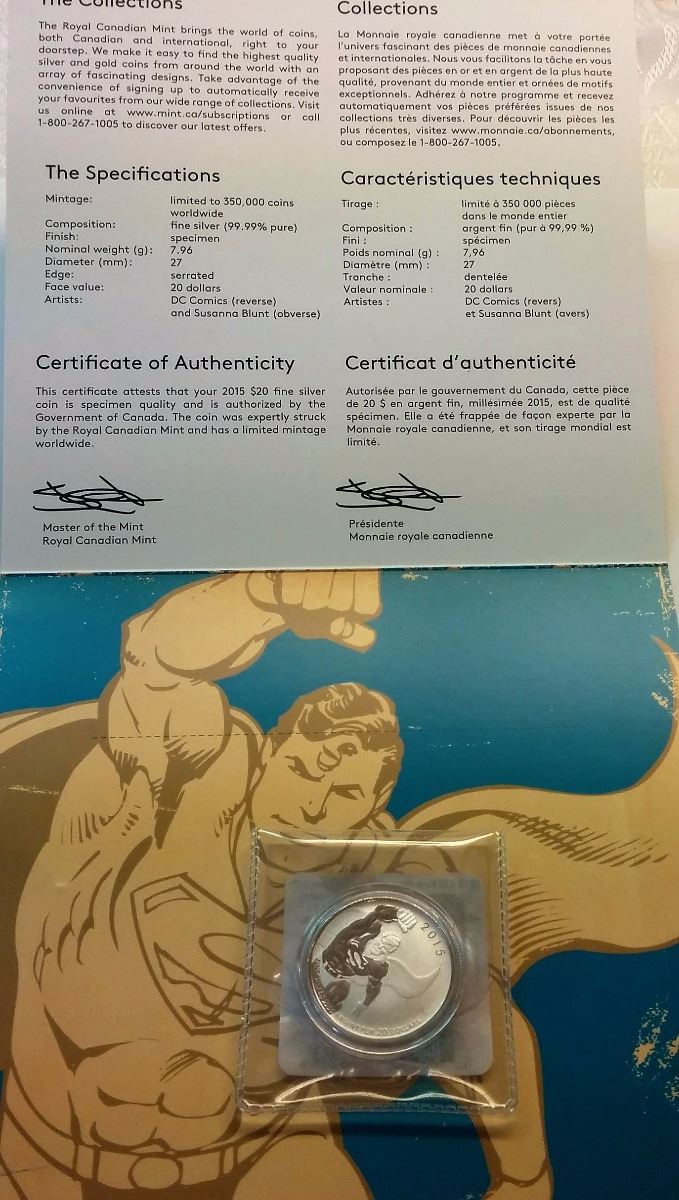 The Collections
The Royal Canadian Mint brings the world of coins,
both Canadian and international, right to your
doorstep. We make it easy to find the highest quality
silver and gold coins from around the world with an
array of fascinating designs. Take advantage of the
convenience of signing up to automatically receive
your favourites from our wide range of collections. Visit
us online at www.mint.ca/subscriptions or call
1-800-267-1005 to discover our latest offers.
Collections
La Monnaie royale canadienne met à votre portée
l'univers fascinant des pièces de monnaie canadiennes
et internationales. Nous vous facilitons la tâche en vous
proposant des pièces en or et en argent de la plus haute
qualité, provenant du monde entier et ornées de motifs
exceptionnels. Adhérez à notre programme et recevez
automatiquement vos pièces préférées issues de nos
collections très diverses. Pour découvrir les pièces les
plus récentes, visitez www.monnaie.ca/abonnements,
ou composez le 1-800-267-1005.
The Specifications
Mintage: limited to 350,000 coins
worldwide
Composition: fine silver (99.99% pure)
Finish: specimen
Nominal weight (g): 7.96
Diameter (mm): 27
Edge: serrated
Face value: 20 dollars
Artists: DC Comics (reverse)
and Susanna Blunt (obverse)
Caractéristiques techniques
Tirage : limité à 350 000 pièces
dans le monde entier
Composition : argent fin (pur à 99,99 %)
Fini : spécimen
Poids nominal (g) : 7,96
Diamètre (mm) : 27
Tranche : dentelée
Valeur nominale : 20 dollars
Artistes : DC Comics (revers)
et Susanna Blunt (avers)
Certificate of Authenticity
This certificate attests that your 2015 $20 fine silver
coin is specimen quality and is authorized by the
Government of Canada. The coin was expertly struck
by the Royal Canadian Mint and has a limited mintage
worldwide.
Master of the Mint
Royal Canadian Mint
Certificat d'authenticité
Autorisée par le gouvernement du Canada, cette pièce
de 20 $ en argent fin, millésimée 2015, est de qualité
spécimen. Elle a été frappée de façon experte par la
Monnaie royale canadienne, et son tirage mondial est
limité.
Présidente
Monnaie royale canadienne
S
2015
ARGENT PUR 20 DOLLARS